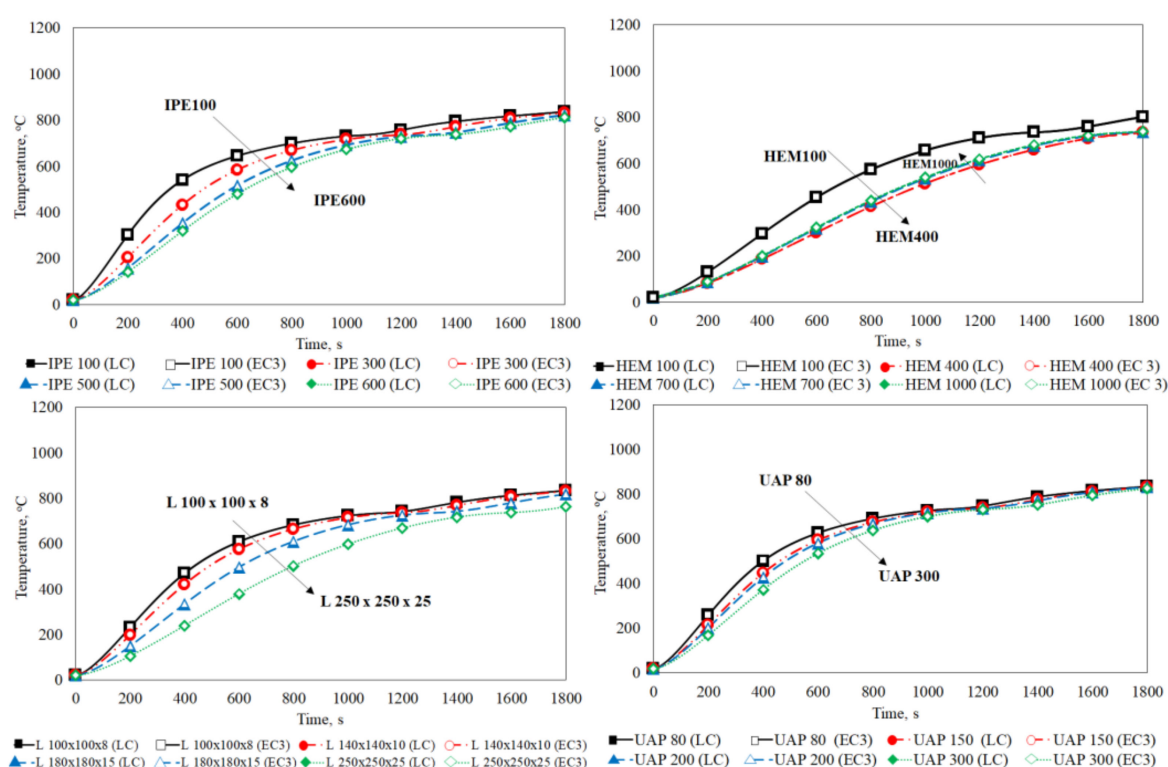 1200
1000
800
600
400
200
0
Temperature, °C
IPE100
IPE600
0 200 400 600 800 1000 1200 1400 1600 1800
Time, s
IPE 100 (LC) IPE 100 (EC3) IPE 300 (LC) IPE 300 (EC3)
IPE 500 (LC) IPE 500 (EC3) IPE 600 (LC) IPE 600 (EC3)
1200
1000
800
600
400
200
0
Temperature, °C
HEM100
HEM1000
HEM400
0 200 400 600 800 1000 1200 1400 1600 1800
Time, s
HEM 100 (LC) HEM 100 (EC 3) HEM 400 (LC) HEM 400 (EC 3)
HEM 700 (LC) HEM 700 (EC 3) HEM 1000 (LC) HEM 1000 (EC 3)
1200
1000
800
600
400
200
0
Temperature, °C
L 100 x 100 x 8
L 250 x 250 x 25
0 200 400 600 800 1000 1200 1400 1600 1800
Time, s
L 100x100x8 (LC) L 100x100x8 (EC3) L 140x140x10 (LC) L 140x140x10 (EC3)
L 180x180x15 (LC) L 180x180x15 (EC3) L 250x250x25 (LC) L 250x250x25 (EC3)
1200
1000
800
600
400
200
0
Temperature, °C
UAP 80
UAP 300
0 200 400 600 800 1000 1200 1400 1600 1800
Time, s
UAP 80 (LC) UAP 80 (EC3) UAP 150 (LC) UAP 150 (EC3)
UAP 200 (LC) UAP 200 (EC3) UAP 300 (LC) UAP 300 (EC3)